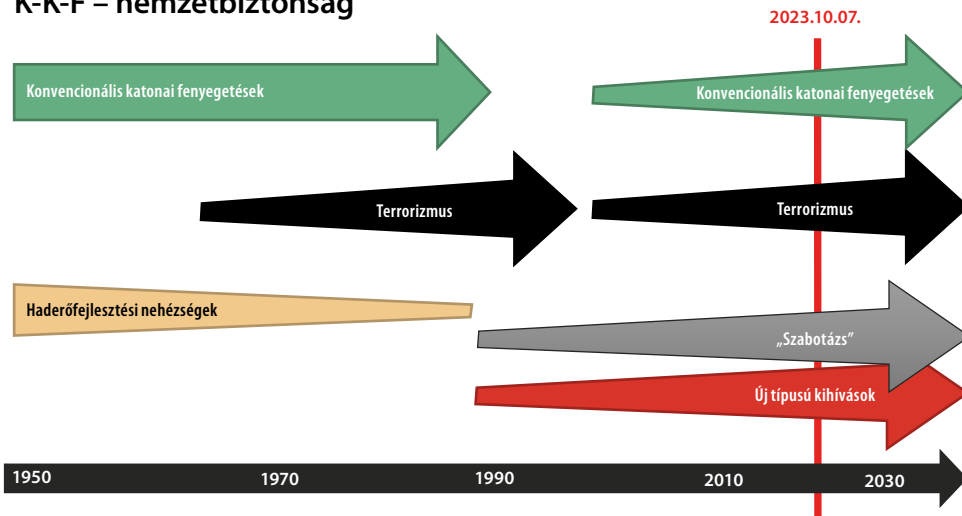 K-K-F – nemzetbiztonság
2023.10.07.
Konvencionális katonai fenyegetések
Konvencionális katonai fenyegetések
Terrorizmus
Terrorizmus
Haderőfejlesztési nehézségek
„Szabotázs”
Új típusú kihívások
1950
1970
1990
2010
2030